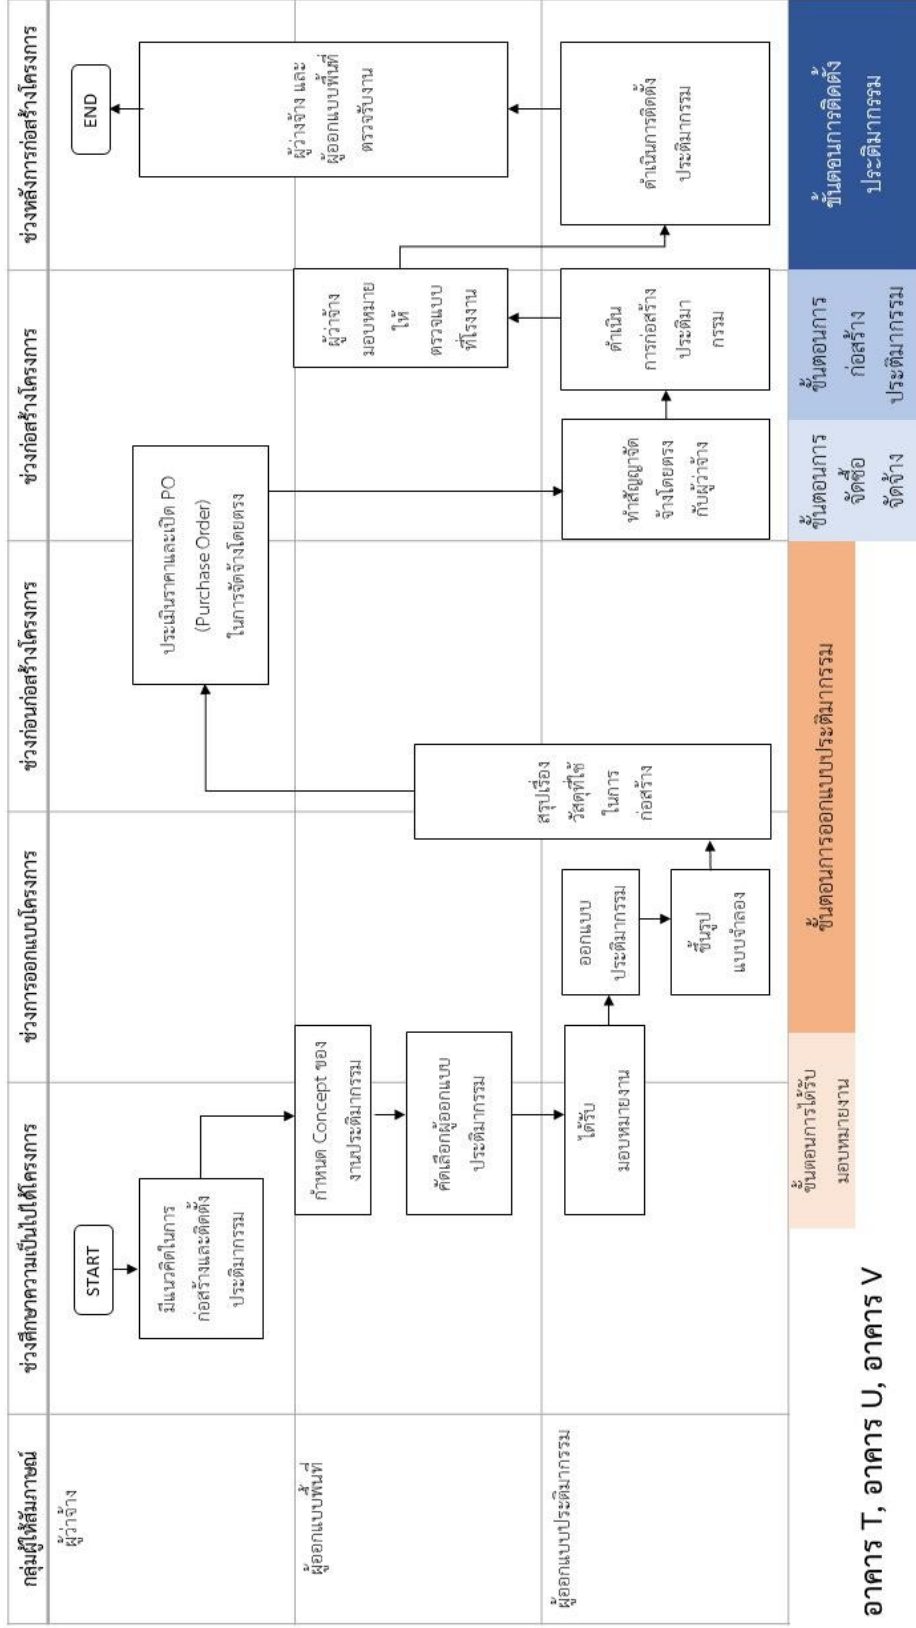 กลุ่มผู้ให้สัมภาษณ์
ช่วงศึกษาความเป็นไปได้โครงการ
ช่วงการออกแบบโครงการ
ช่วงก่อนก่อสร้างโครงการ
ช่วงก่อสร้างโครงการ
ช่วงหลังการก่อสร้างโครงการ
ผู้ว่าจ้าง
START
มีแนวคิดในการ
ก่อสร้างและติดตั้ง
ประติมากรรม
ประเมินราคาและเปิด PO
(Purchase Order)
ในการจัดจ้างโดยตรง
ผู้ว่างจ้าง และ
ผู้ออกแบบพื้นที่
ตรวจรับงาน
END
ผู้ออกแบบพื้นที่
กำหนด Concept ของ
งานประติมากรรม
คัดเลือกผู้ออกแบบ
ประติมากรรม
ผู้ว่าจ้าง
มอบหมาย
ให้
ตรวจแบบ
ที่โรงงาน
ผู้ออกแบบประติมากรรม
ได้รับ
มอบหมายงาน
ออกแบบ
ประติมากรรม
ขึ้นรูป
แบบจำลอง
สรุปเรื่อง
วัสดุที่ใช้
ในการ
ก่อสร้าง
ทำสัญญาจัด
จ้างโดยตรง
กับผู้ว่าจ้าง
ดำเนิน
การก่อสร้าง
ประติมา
กรรม
ดำเนินการติดตั้ง
ประติมากรรม
ขั้นตอนการได้รับ
มอบหมายงาน
ขั้นตอนการออกแบบประติมากรรม
ขั้นตอนการ
จัดซื้อ
จัดจ้าง
ขั้นตอนการ
ก่อสร้าง
ประติมากรรม
ขั้นตอนการติดตั้ง
ประติมากรรม
อาคาร T, อาคาร U, อาคาร V